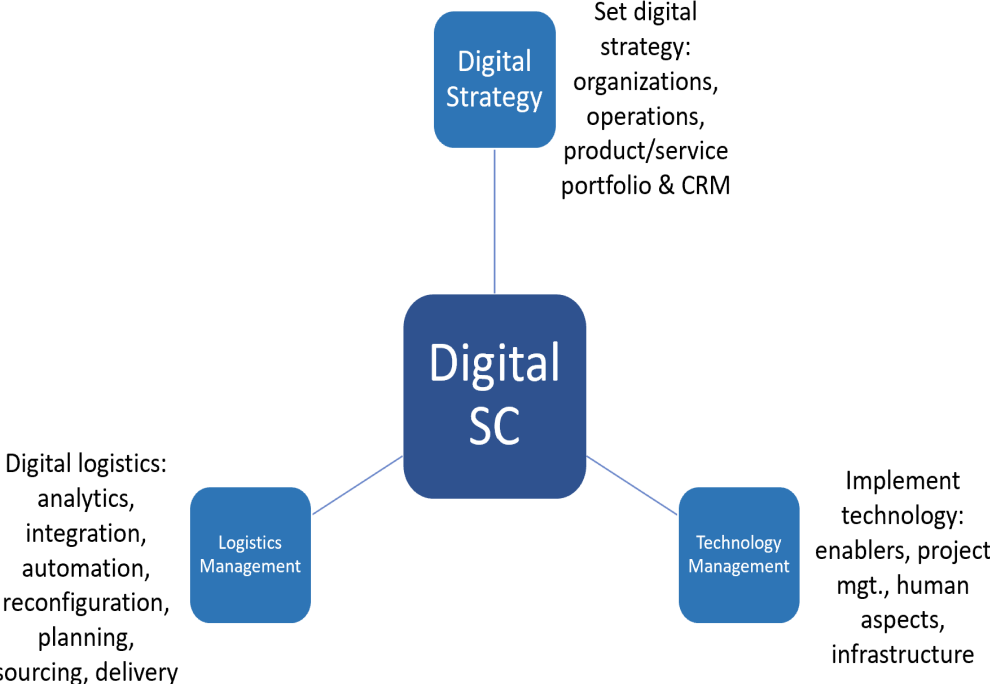 Digital
Strategy
Set digital
strategy:
organizations,
operations,
product/service
portfolio & CRM
Digital
SC
Digital logistics:
analytics,
integration,
automation,
reconfiguration,
planning,
sourcing, delivery
Logistics
Management
Technology
Management
Implement
technology:
enablers, project
mgt., human
aspects,
infrastructure